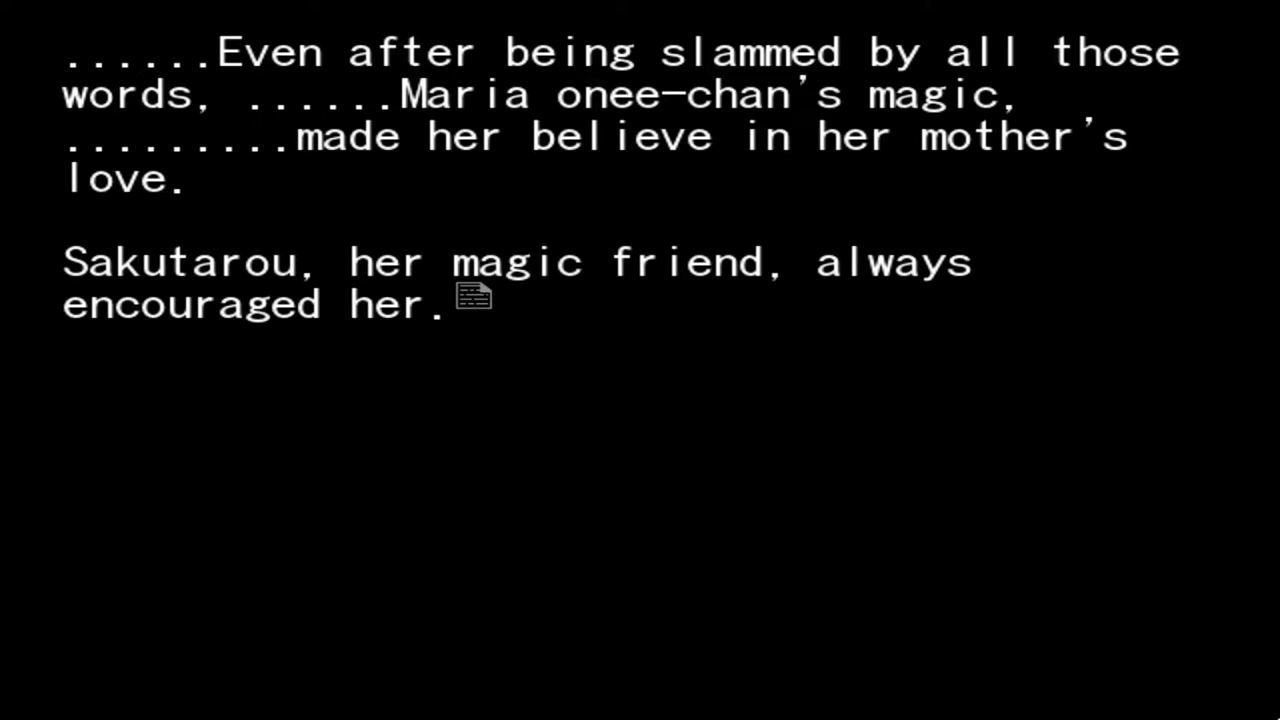 ......Even after being slammed by all those
words, ......Maria onee-chan's magic,
.........made her believe in her mother's
love.
Sakutarou, her magic friend, always
encouraged her.